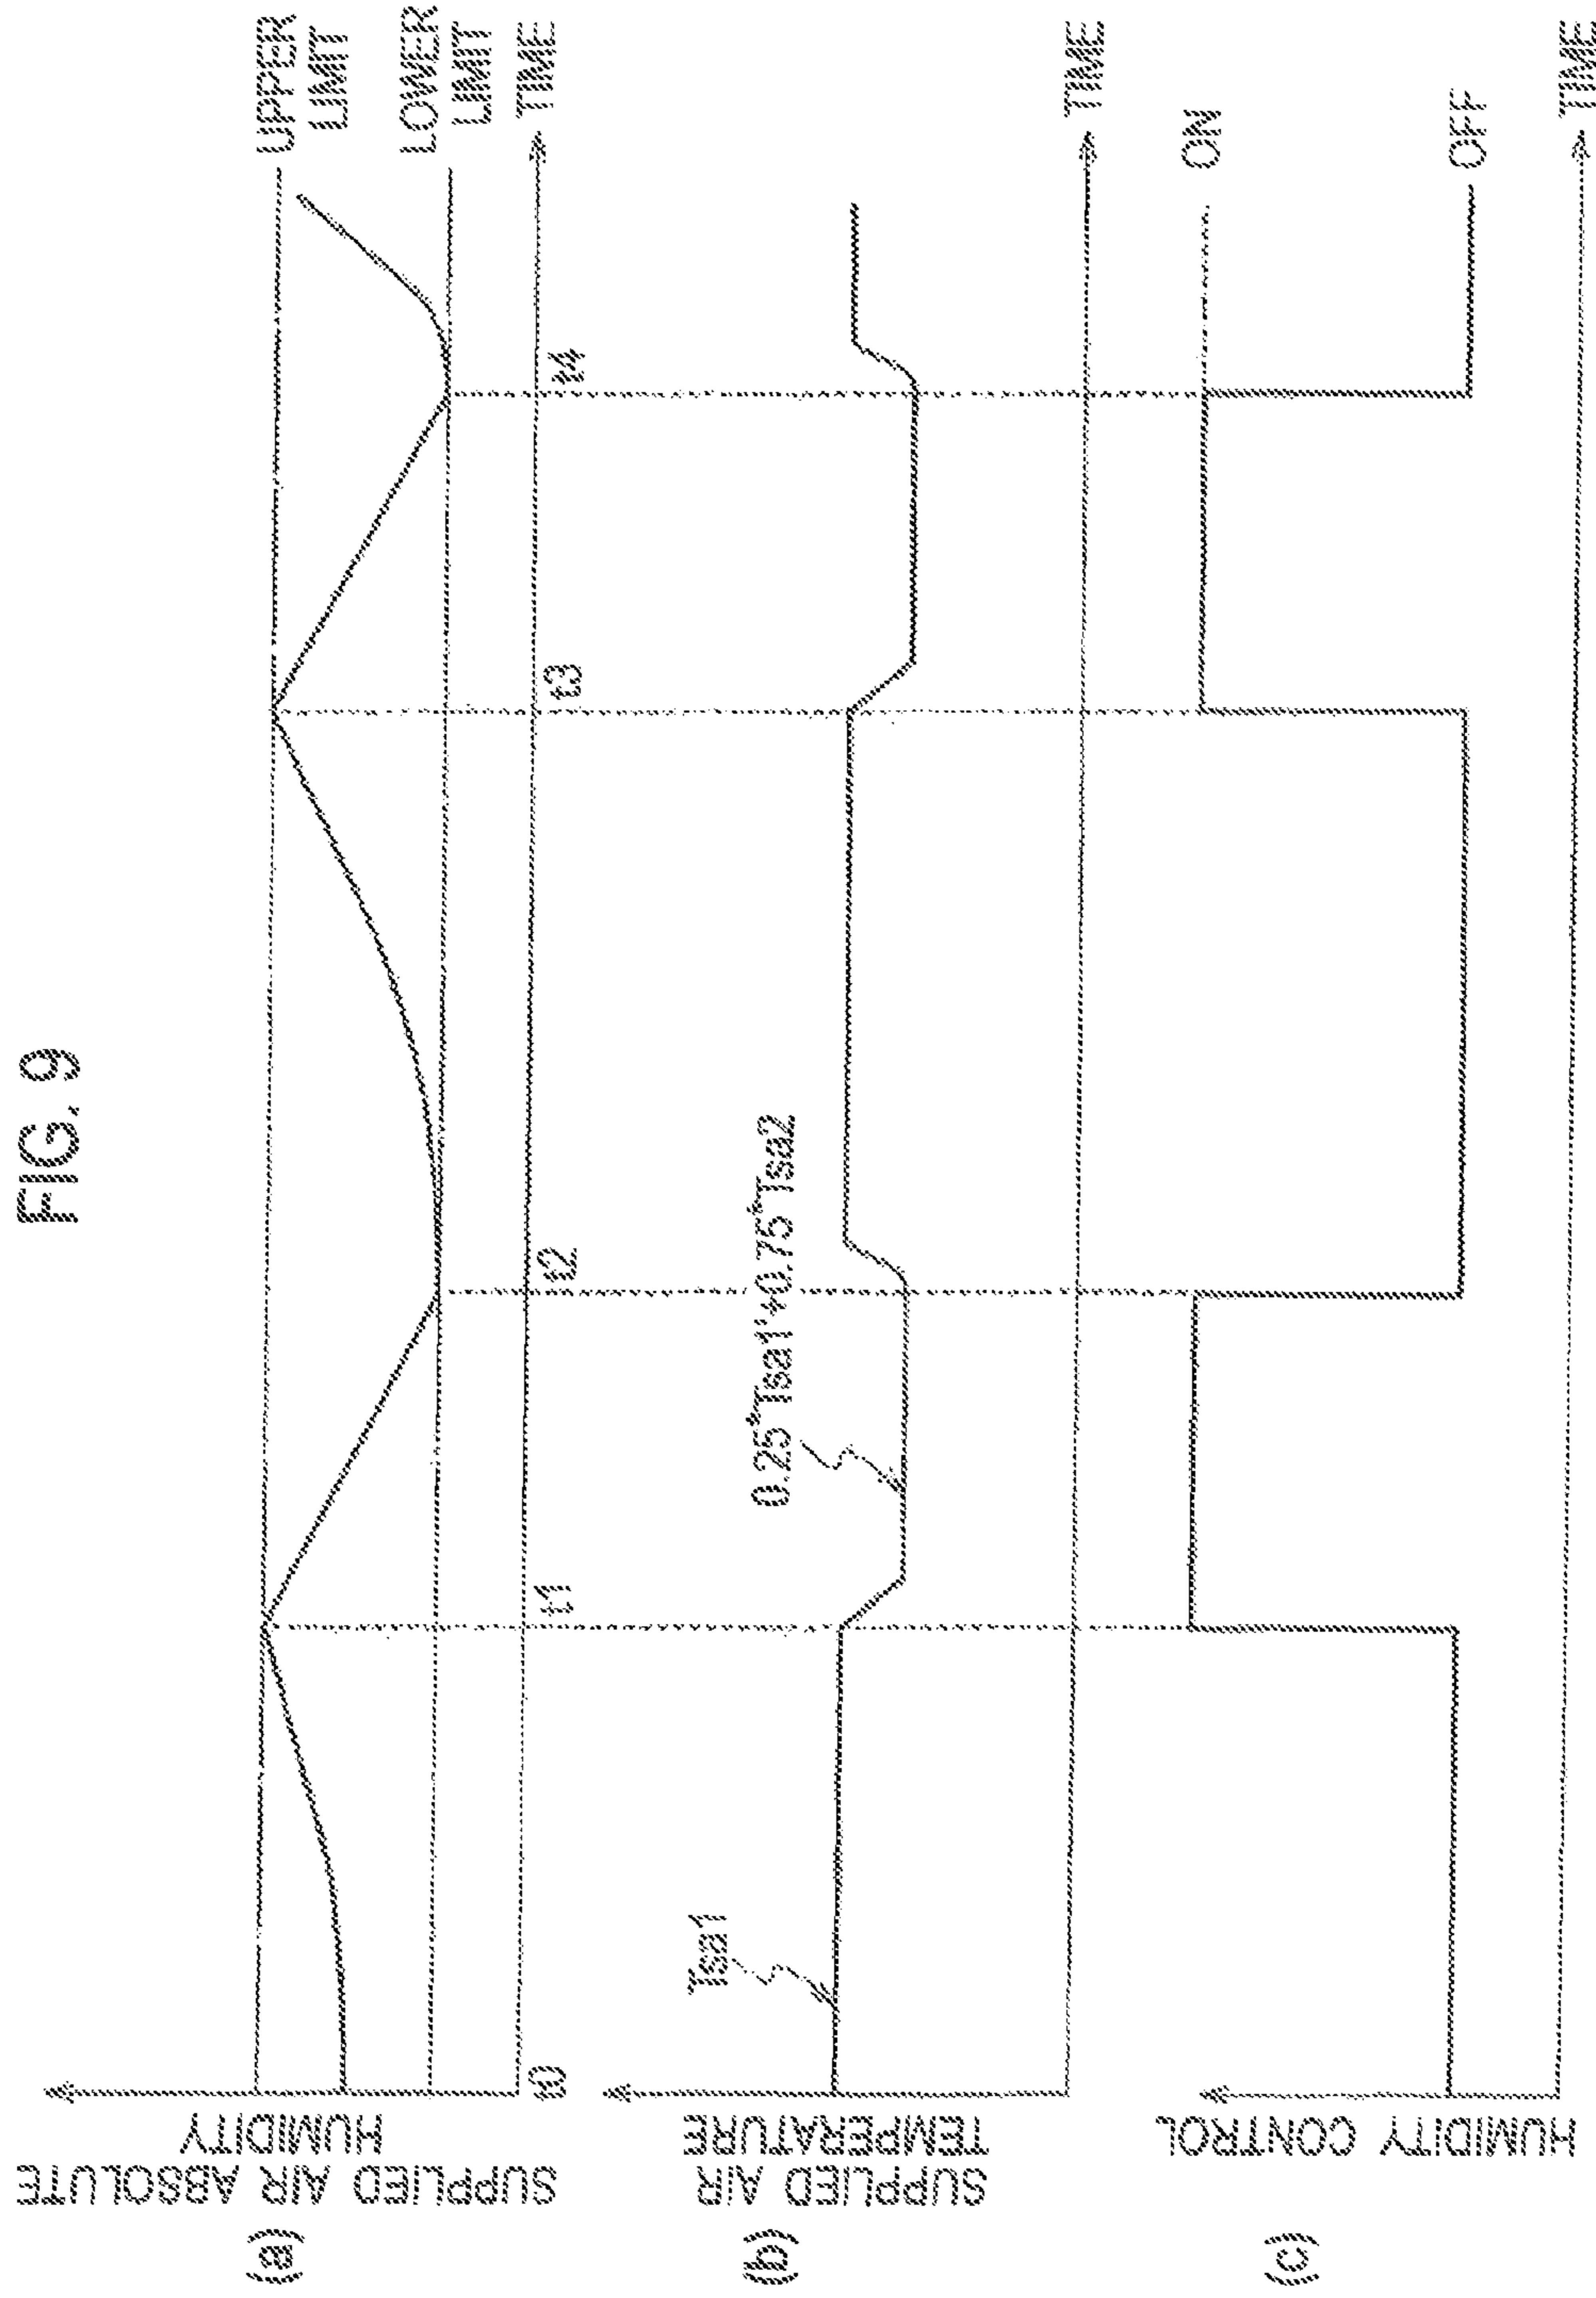 FIG. 9
(a)
SUPPLIED AIR ABSOLUTE
HUMIDITY
UPPER
LIMIT
LOWER
LIMIT
TIME
t0
t1
t2
t3
t4
(b)
SUPPLIED AIR
TEMPERATURE
Tsa1
0.25*Tsa1'+0.75*Tsa2
TIME
(c)
HUMIDITY CONTROL
ON
OFF
TIME